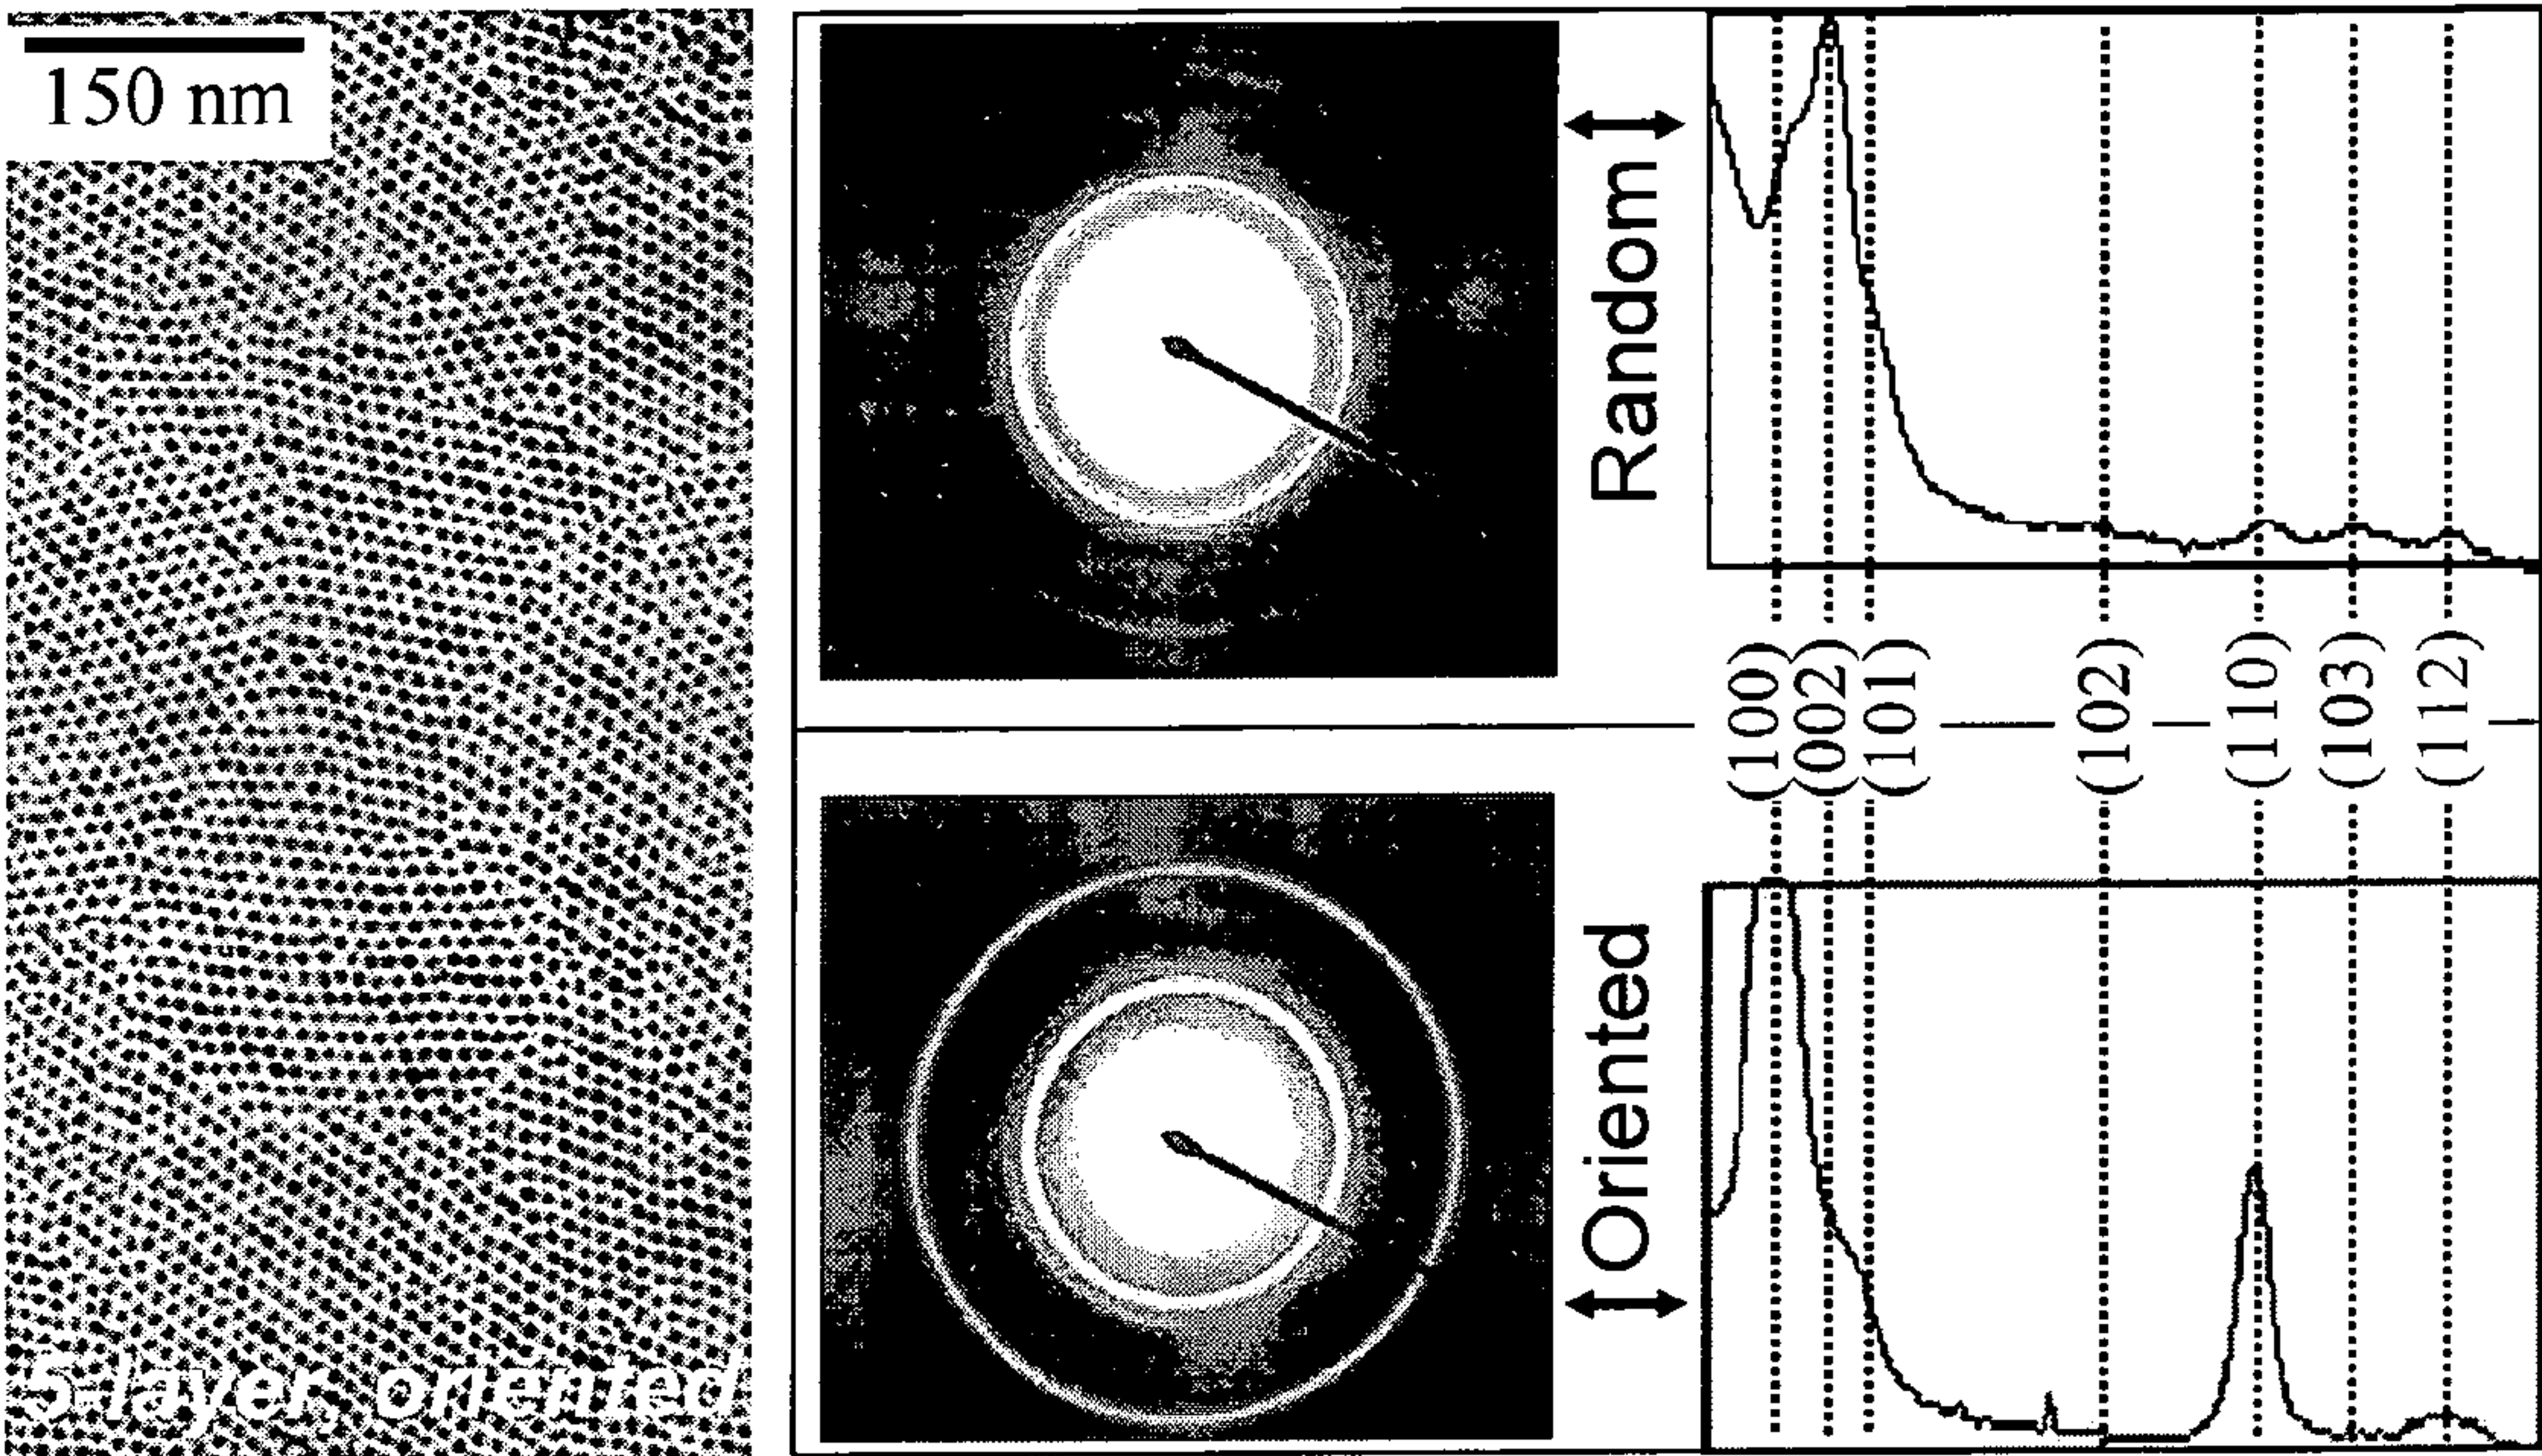 150 nm
5-layer, oriented
Random
Oriented
(100)
(002)
(101)
(102)
(110)
(103)
(112)